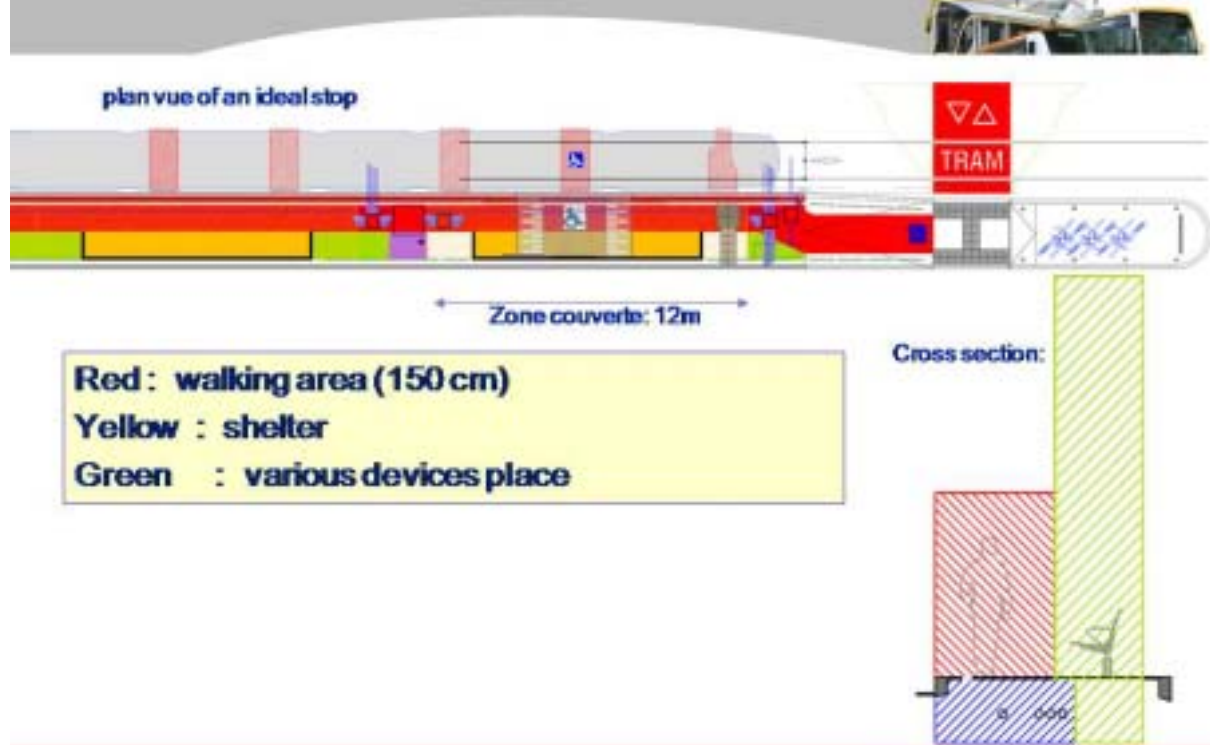 plan vue of an ideal stop
TRAM
Zone couverte: 12m
Cross section:
Red : walking area (150 cm)
Yellow : shelter
Green : various devices place